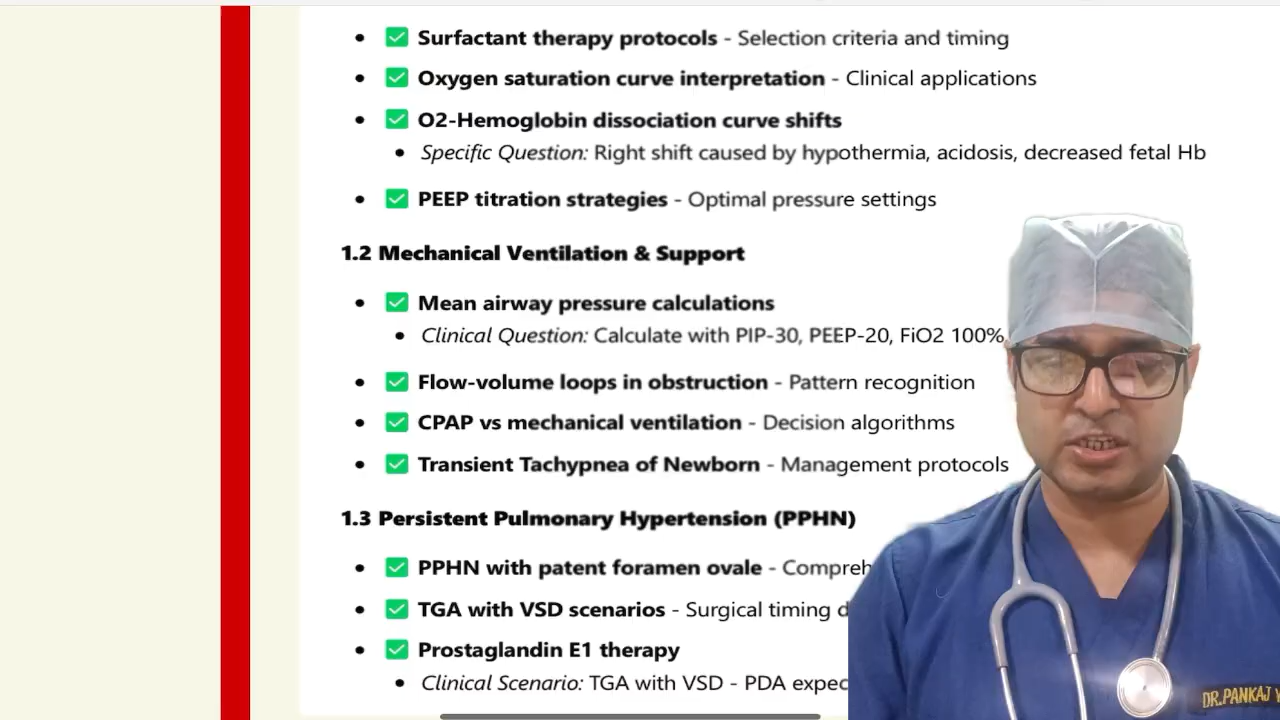 Surfactant therapy protocols - Selection criteria and timing
Oxygen saturation curve interpretation - Clinical applications
O2-Hemoglobin dissociation curve shifts
Specific Question: Right shift caused by hypothermia, acidosis, decreased fetal Hb
PEEP titration strategies - Optimal pressure settings
1.2 Mechanical Ventilation & Support
Mean airway pressure calculations
Clinical Question: Calculate with PIP-30, PEEP-20, FiO2 100%
Flow-volume loops in obstruction - Pattern recognition
CPAP vs mechanical ventilation - Decision algorithms
Transient Tachypnea of Newborn - Management protocols
1.3 Persistent Pulmonary Hypertension (PPHN)
PPHN with patent foramen ovale -
TGA with VSD scenarios - Surgical timing
Prostaglandin E1 therapy
Clinical Scenario: TGA with VSD - PDA
DR.PANKAJ